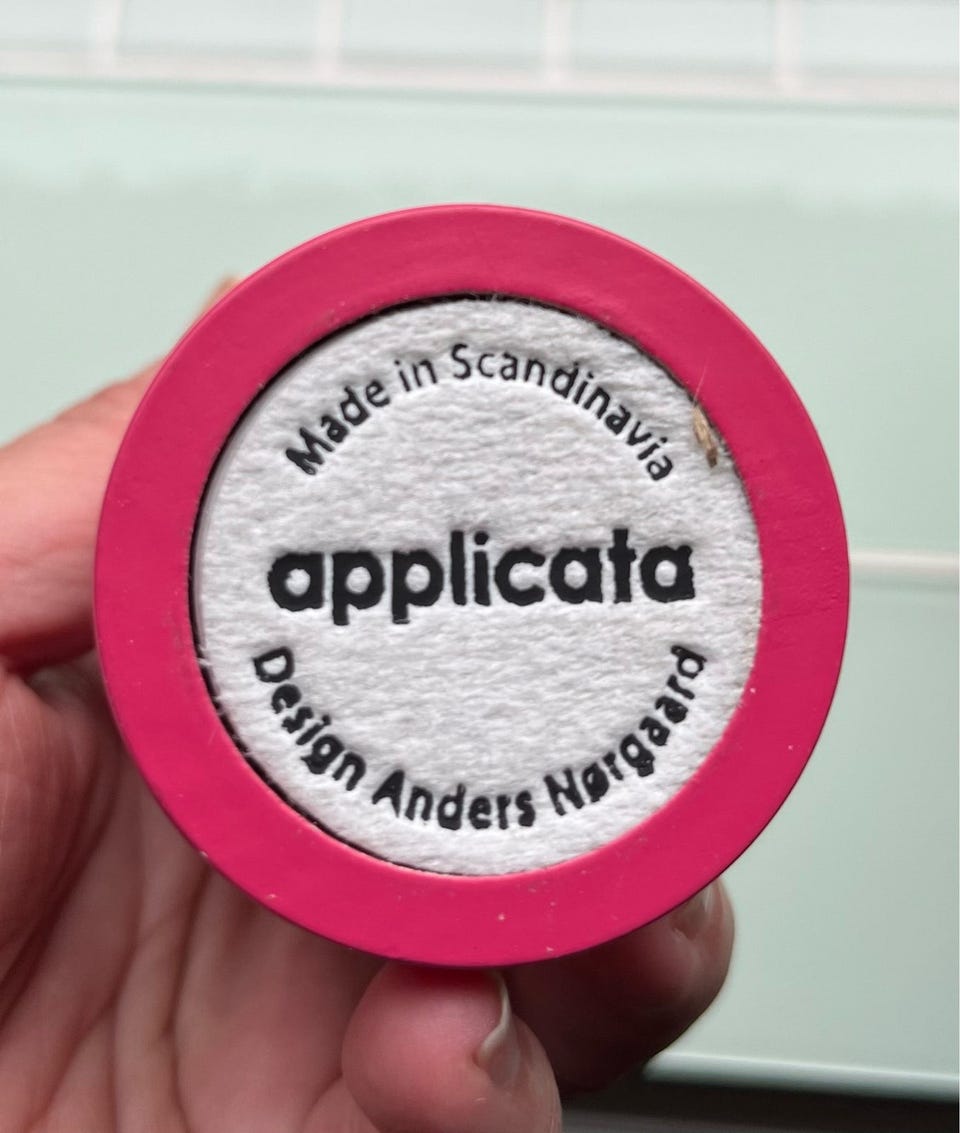 Made in Scandinavia
applicata
Design Anders Nørgaard